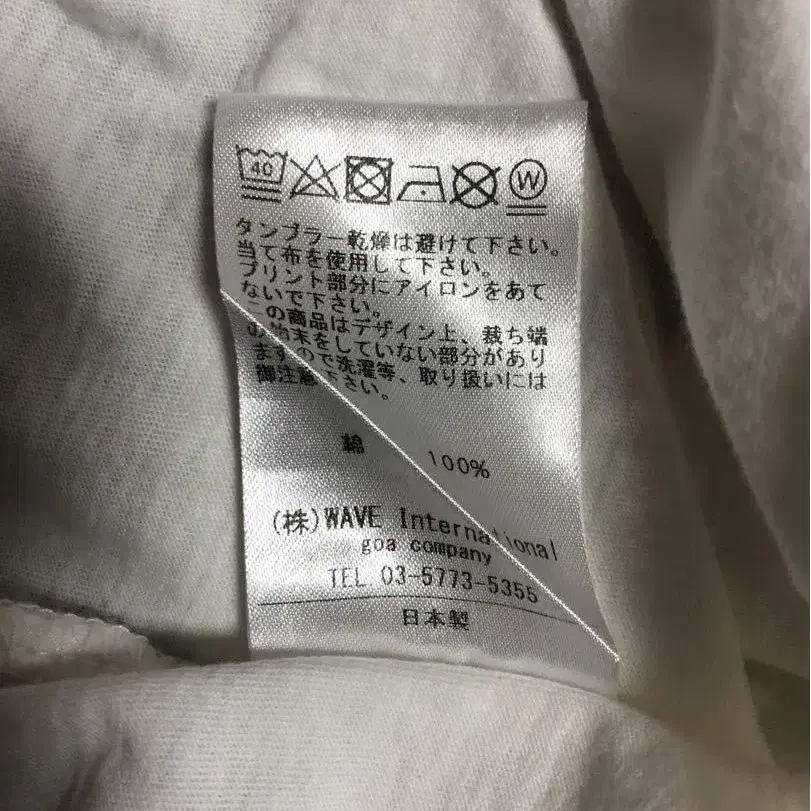 40 W
タンブラー乾燥は避けて下さい。
当て布を使用して下さい。
プリント部分にアイロンをあて
ないで下さい。
この商品はデザイン上、裁ち端
の始末をしていない部分があり
ますので洗濯等、取り扱いには
御注意下さい。
綿 100%
(株)WAVE International
goa company
TEL 03-5773-5355
日本製